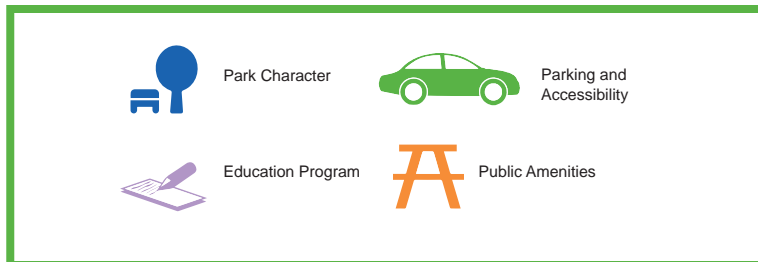 Park Character
Parking and
Accessibility
Education Program
Public Amenities